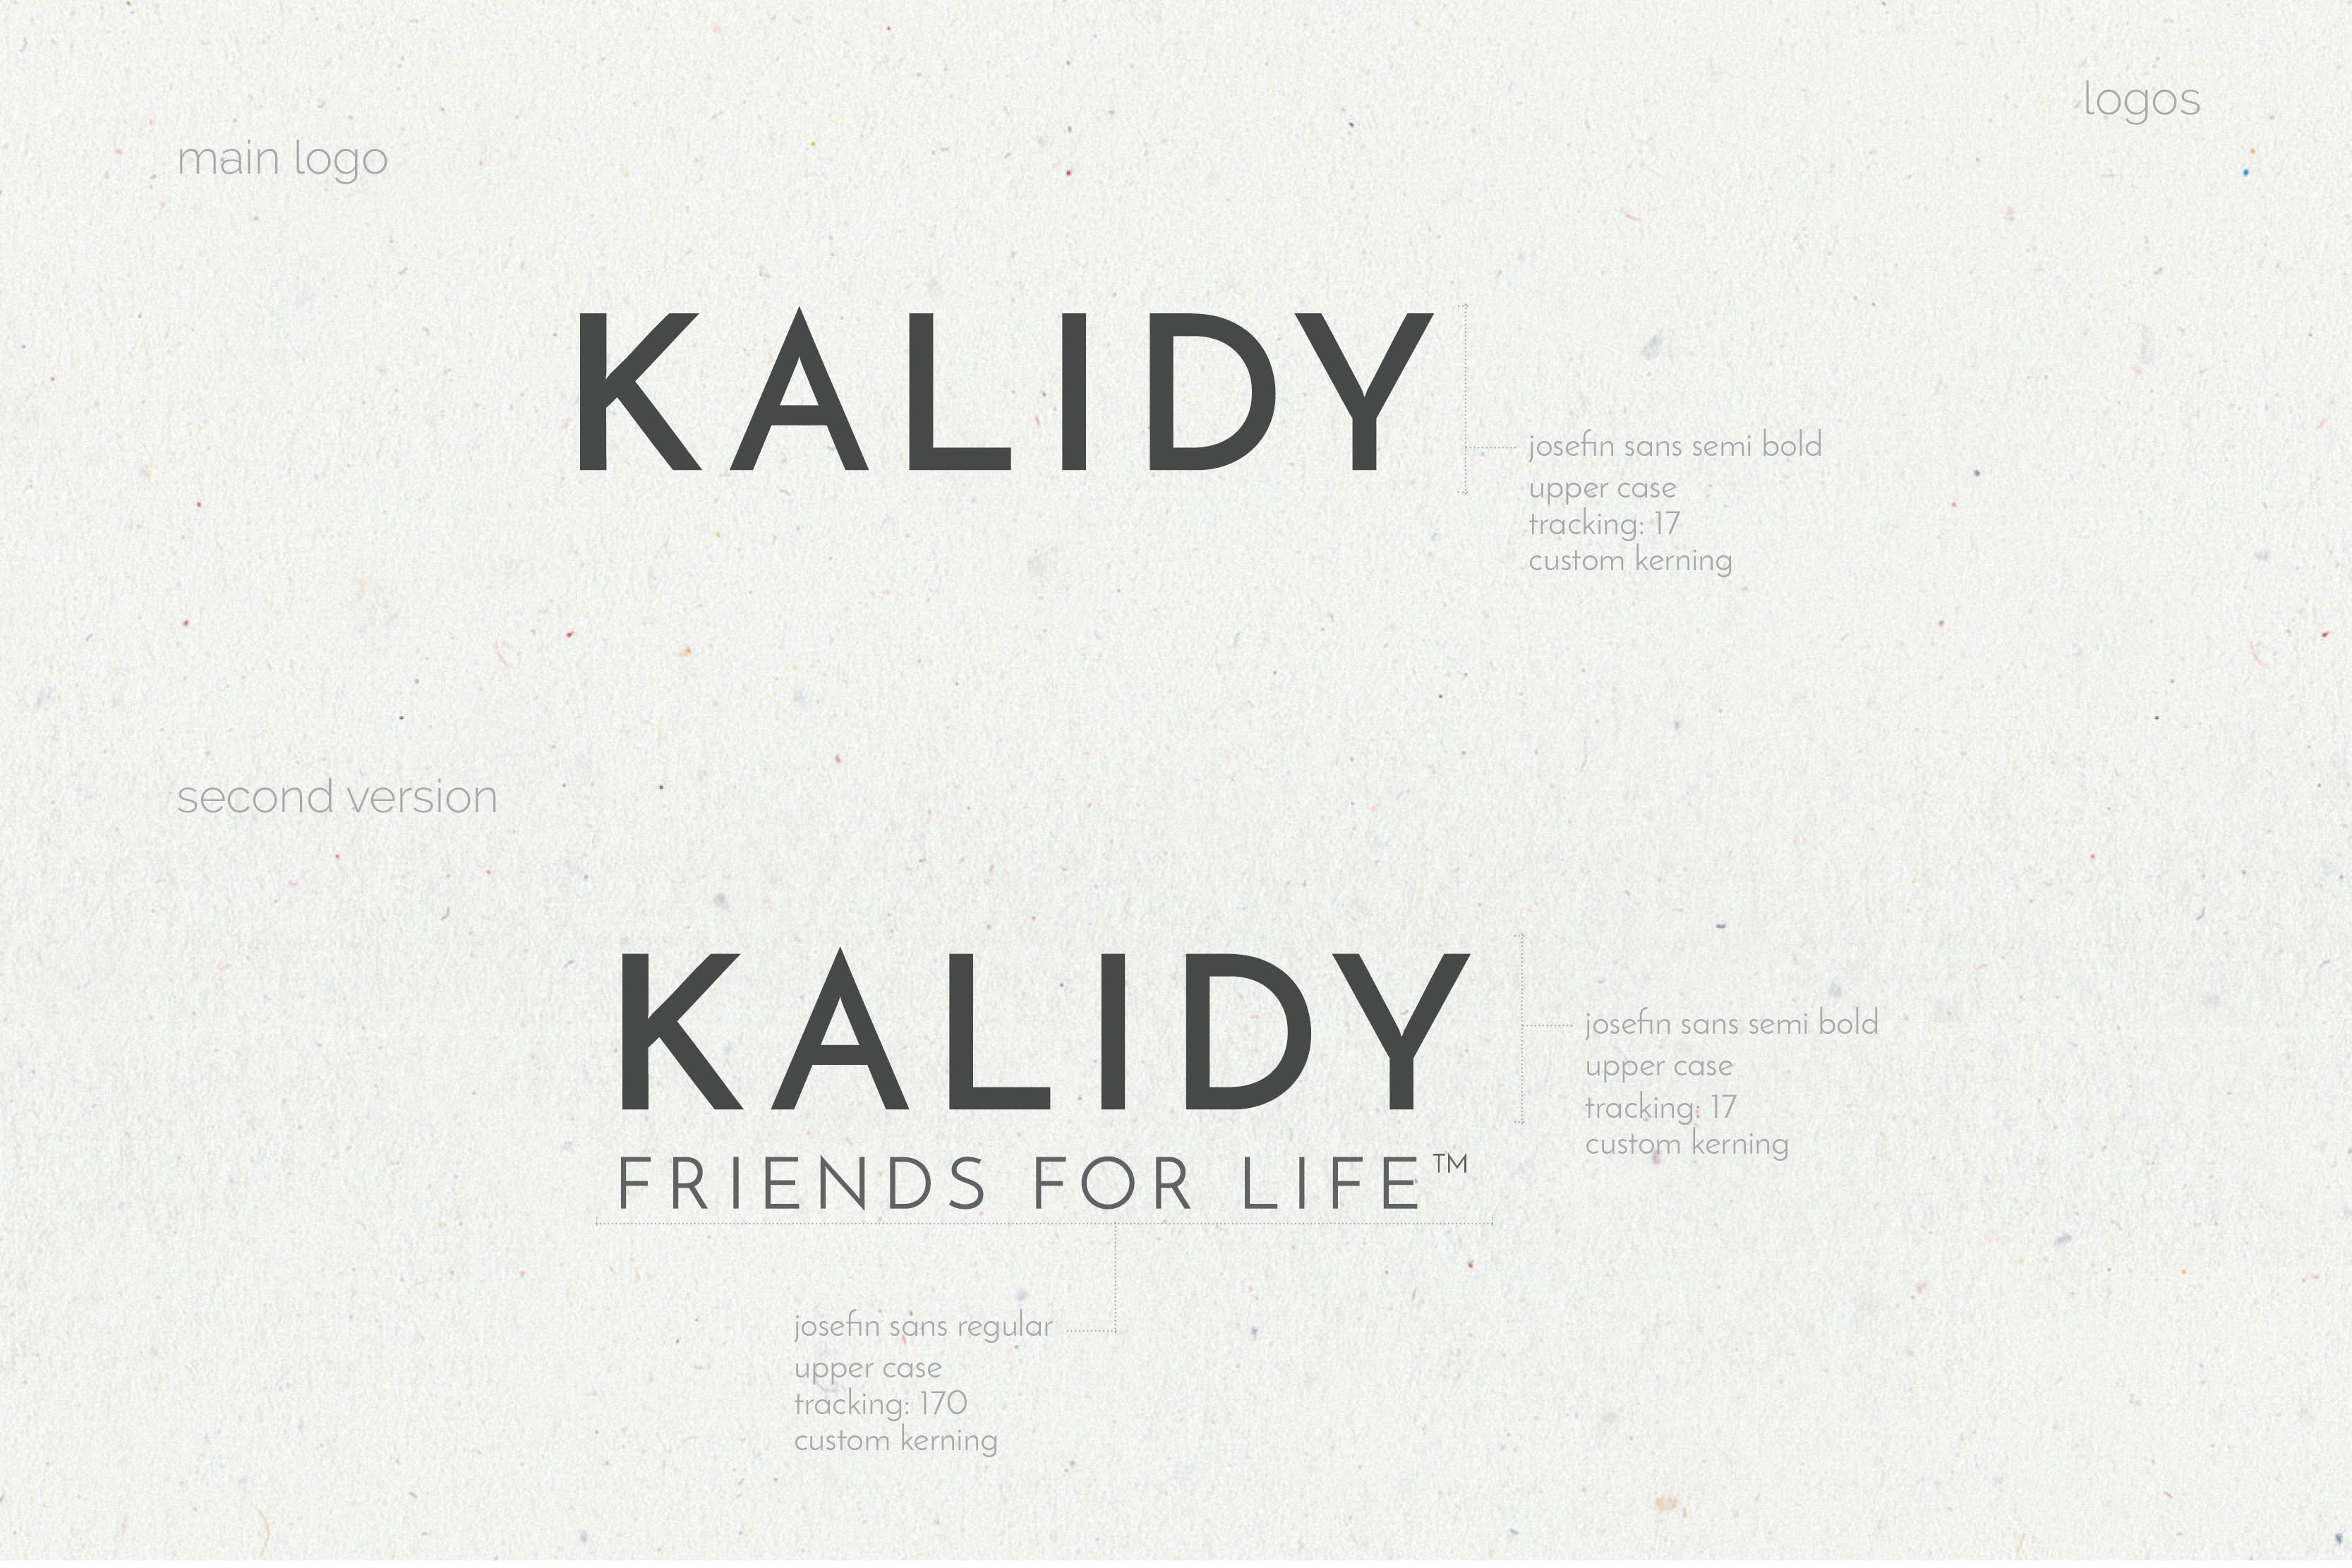 logos
main logo
KALIDY
josefin sans semi bold
upper case
tracking: 17
custom kerning
second version
KALIDY
josefin sans semi bold
upper case
tracking: 17
custom kerning
FRIENDS FOR LIFE™
josefin sans regular
upper case
tracking: 170
custom kerning